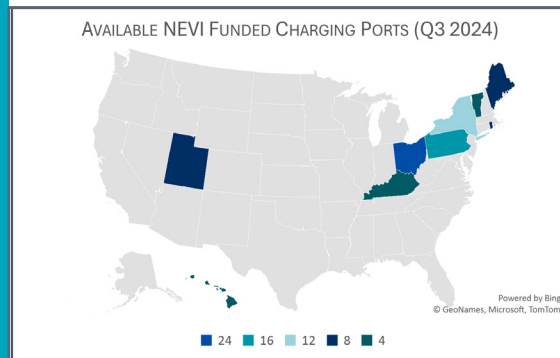 AVAILABLE NEVI FUNDED CHARGING PORTS (Q3 2024)
Powered by Bing
© GeoNames, Microsoft, TomTom
24 16 12 8 4